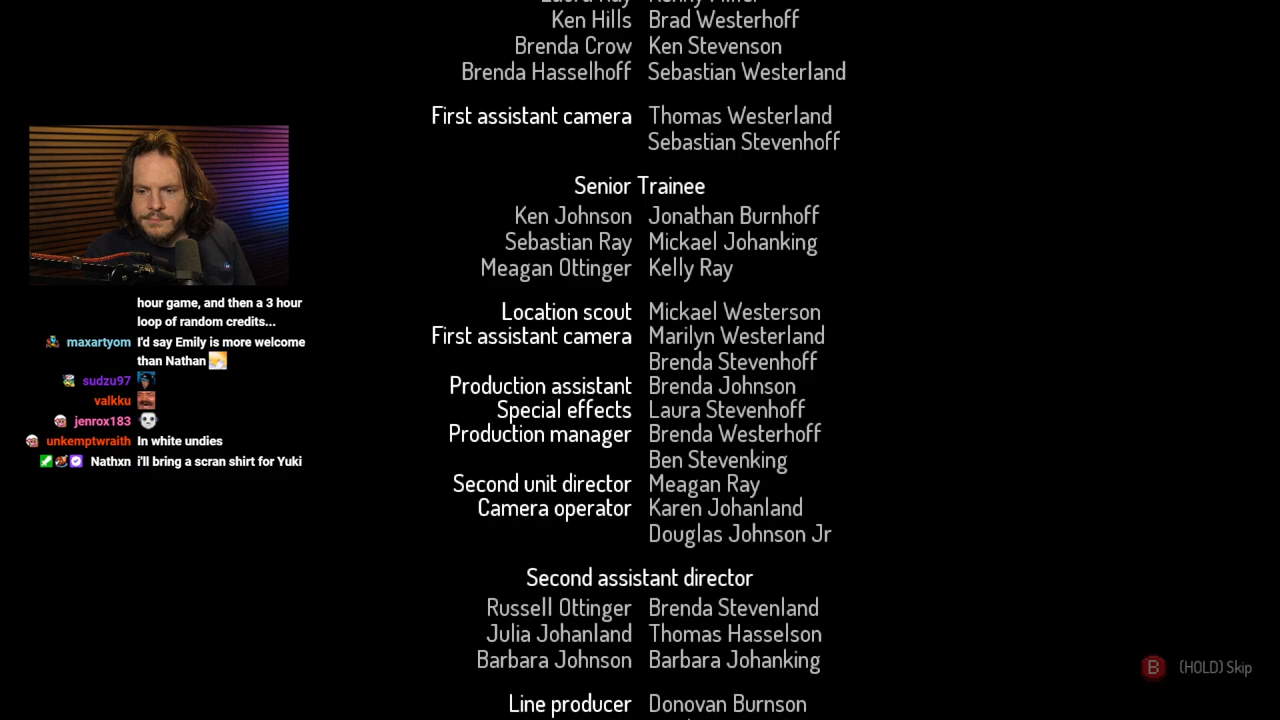 Ken Hills Brad Westerhoff
Brenda Crow Ken Stevenson
Brenda Hasselhoff Sebastian Westerland
First assistant camera Thomas Westerland
Sebastian Stevenhoff
Senior Trainee
Ken Johnson Jonathan Burnhoff
Sebastian Ray Mickael Johanking
Meagan Ottinger Kelly Ray
Location scout Mickael Westerson
First assistant camera Marilyn Westerland
Brenda Stevenhoff
Production assistant Brenda Johnson
Special effects Laura Stevenhoff
Production manager Brenda Westerhoff
Ben Stevenking
Second unit director Meagan Ray
Camera operator Karen Johanland
Douglas Johnson Jr
Second assistant director
Russell Ottinger Brenda Stevenland
Julia Johanland Thomas Hasselson
Barbara Johnson Barbara Johanking
Line producer Donovan Burnson
hour game, and then a 3 hour
loop of random credits...
maxartyom I'd say Emily is more welcome
than Nathan
sudzu97
valkku
jenrox183
unkemptwraith In white undies
Nathxn i'll bring a scran shirt for Yuki
B (HOLD) Skip